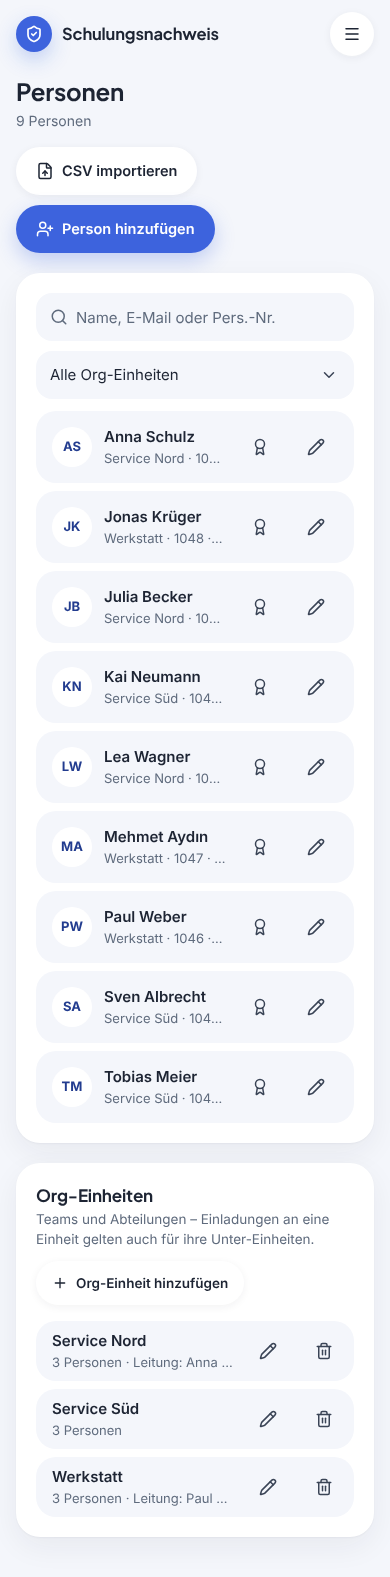 Schulungsnachweis
Personen
9 Personen
CSV importieren
Person hinzufügen
Name, E-Mail oder Pers.-Nr.
Alle Org-Einheiten
AS
Anna Schulz
Service Nord · 10...
JK
Jonas Krüger
Werkstatt · 1048 ·...
JB
Julia Becker
Service Nord · 10...
KN
Kai Neumann
Service Süd · 104...
LW
Lea Wagner
Service Nord · 10...
MA
Mehmet Aydın
Werkstatt · 1047 · ...
PW
Paul Weber
Werkstatt · 1046 ·...
SA
Sven Albrecht
Service Süd · 104...
TM
Tobias Meier
Service Süd · 104...
Org-Einheiten
Teams und Abteilungen – Einladungen an eine
Einheit gelten auch für ihre Unter-Einheiten.
Org-Einheit hinzufügen
Service Nord
3 Personen · Leitung: Anna ...
Service Süd
3 Personen
Werkstatt
3 Personen · Leitung: Paul ...